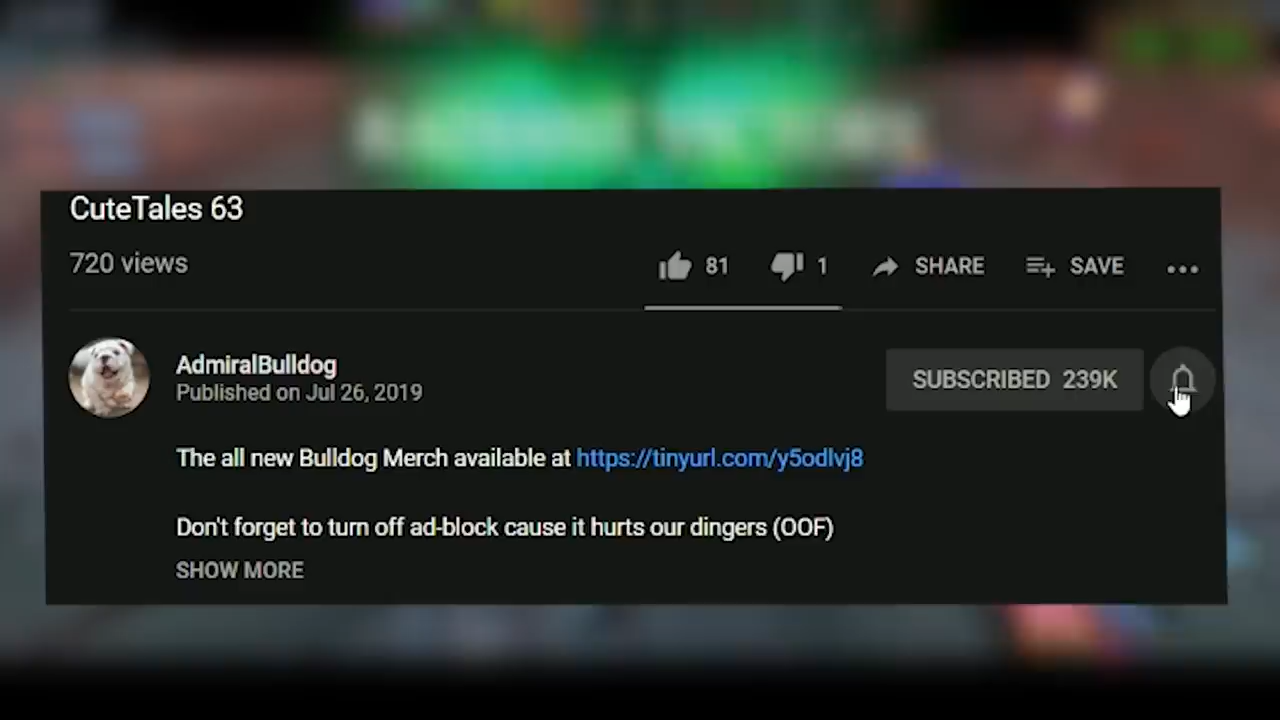 CuteTales 63
720 views
81 1 SHARE SAVE
AdmiralBulldog
Published on Jul 26, 2019
SUBSCRIBED 239K
The all new Bulldog Merch available at https://tinyurl.com/y5odlvj8
Don't forget to turn off ad-block cause it hurts our dingers (OOF)
SHOW MORE